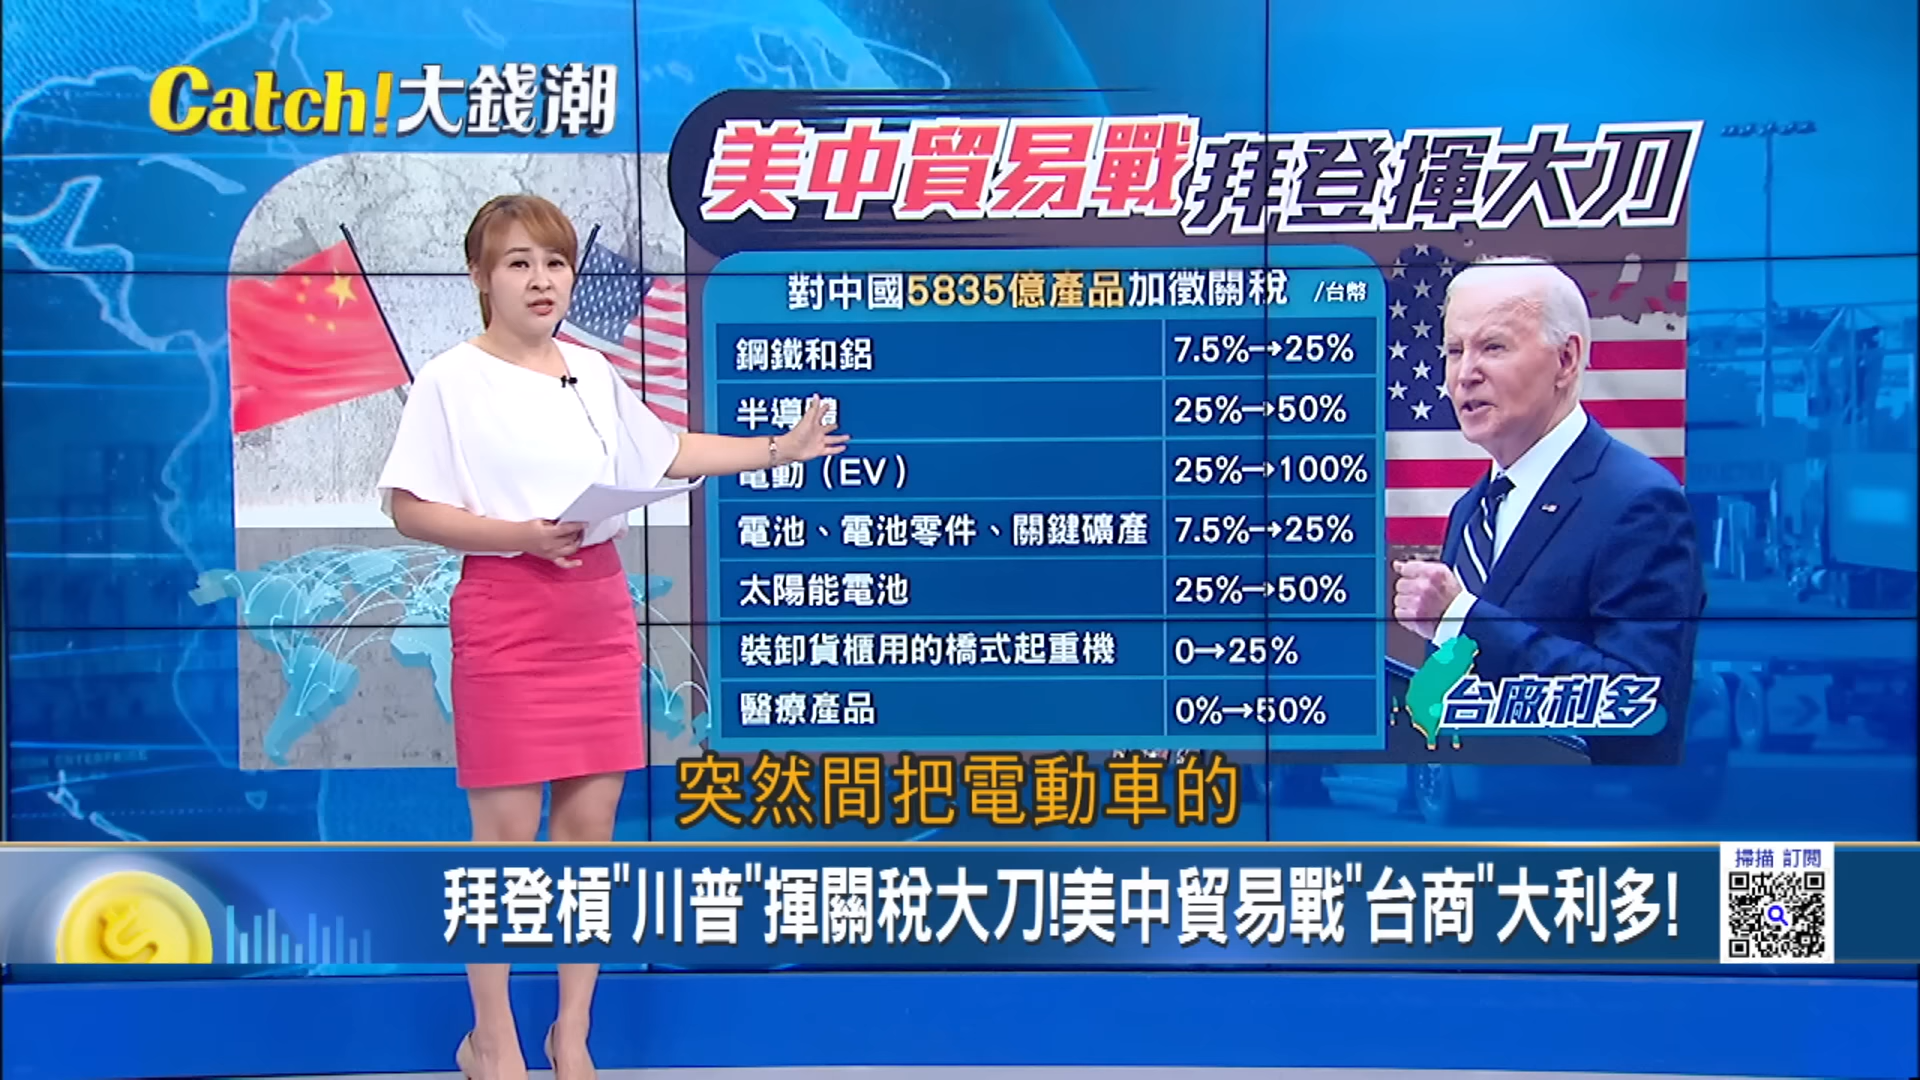 Catch!大錢潮
美中貿易戰拜登揮大刀
對中國5835億產品加徵關稅 /台幣
鋼鐵和鋁 7.5%→25%
半導體 25%→50%
電動（EV） 25%→100%
電池、電池零件、關鍵礦產 7.5%→25%
太陽能電池 25%→50%
裝卸貨櫃用的橋式起重機 0→25%
醫療產品 0%→50%
台廠利多
突然間把電動車的
拜登槓"川普"揮關稅大刀!美中貿易戰"台商"大利多!
掃描 訂閱